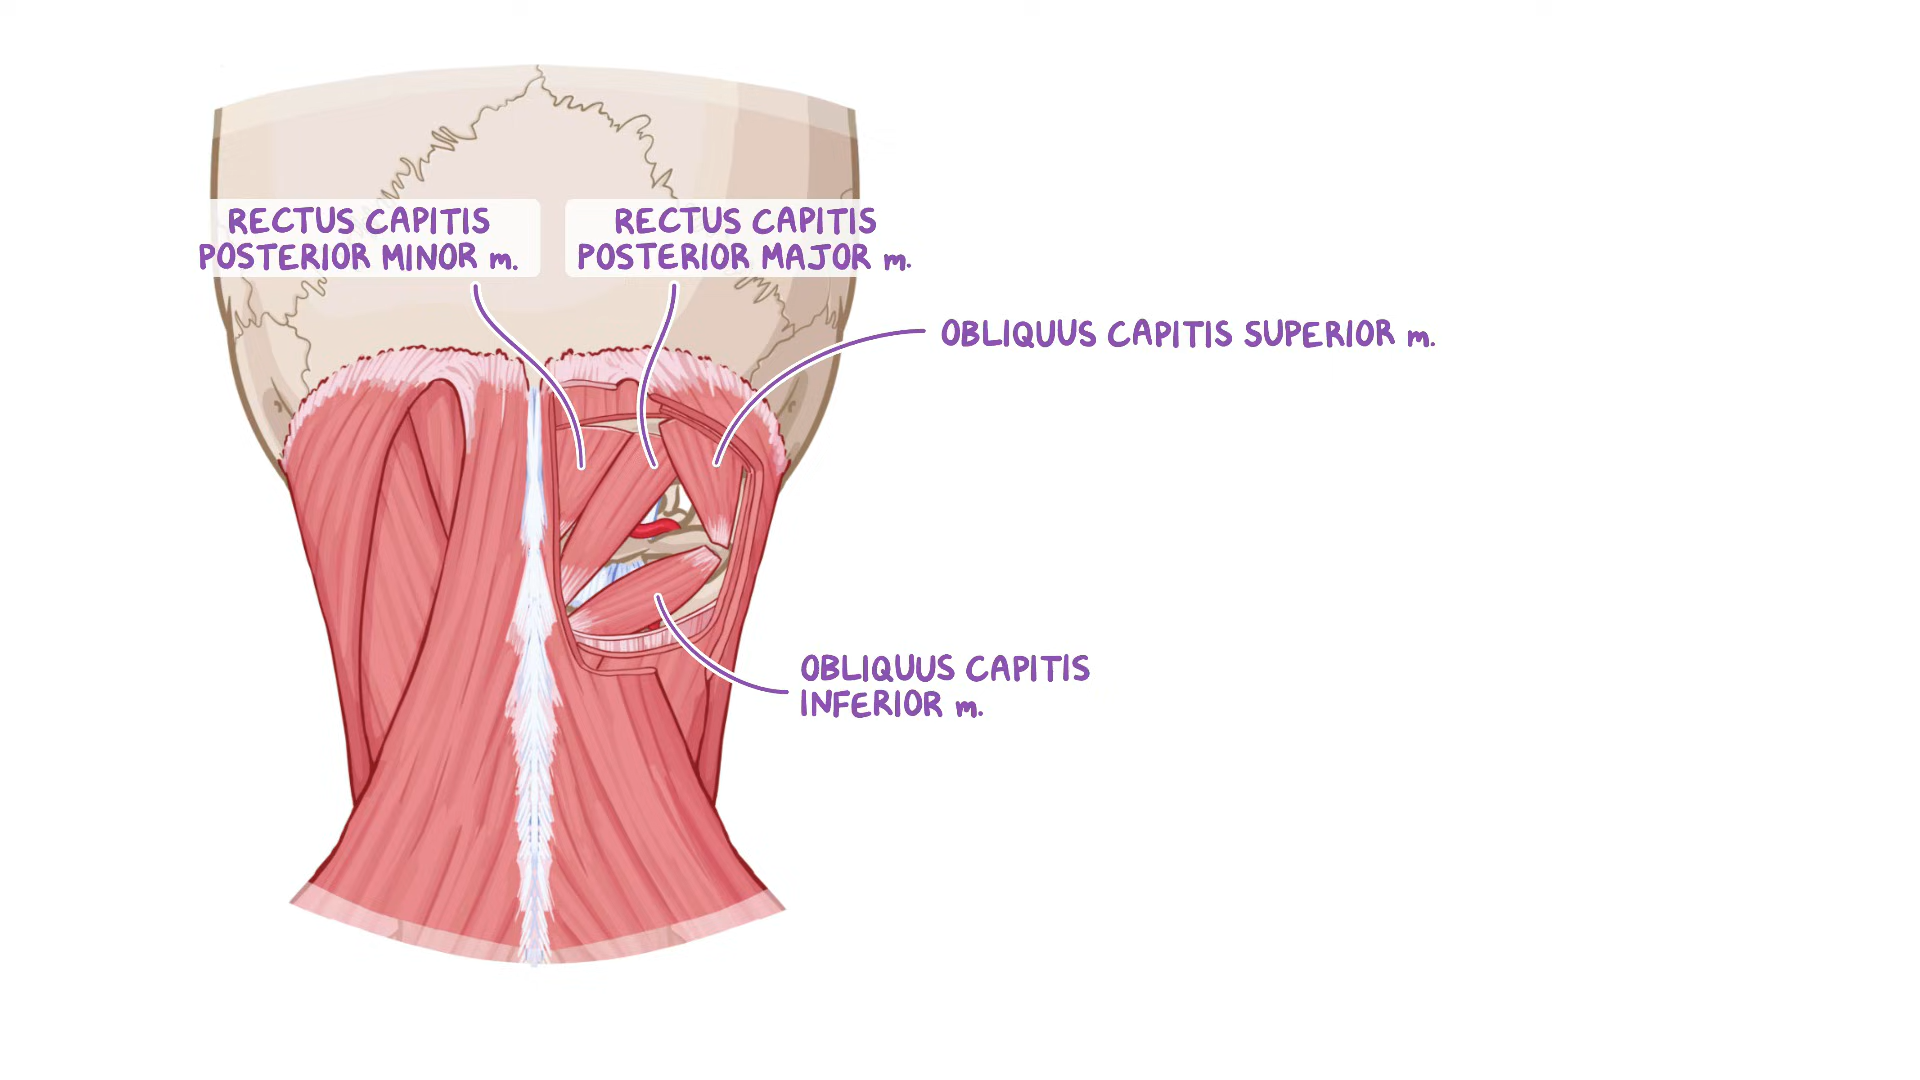 RECTUS CAPITIS
POSTERIOR MINOR m.
RECTUS CAPITIS
POSTERIOR MAJOR m.
OBLIQUUS CAPITIS SUPERIOR m.
OBLIQUUS CAPITIS
INFERIOR m.